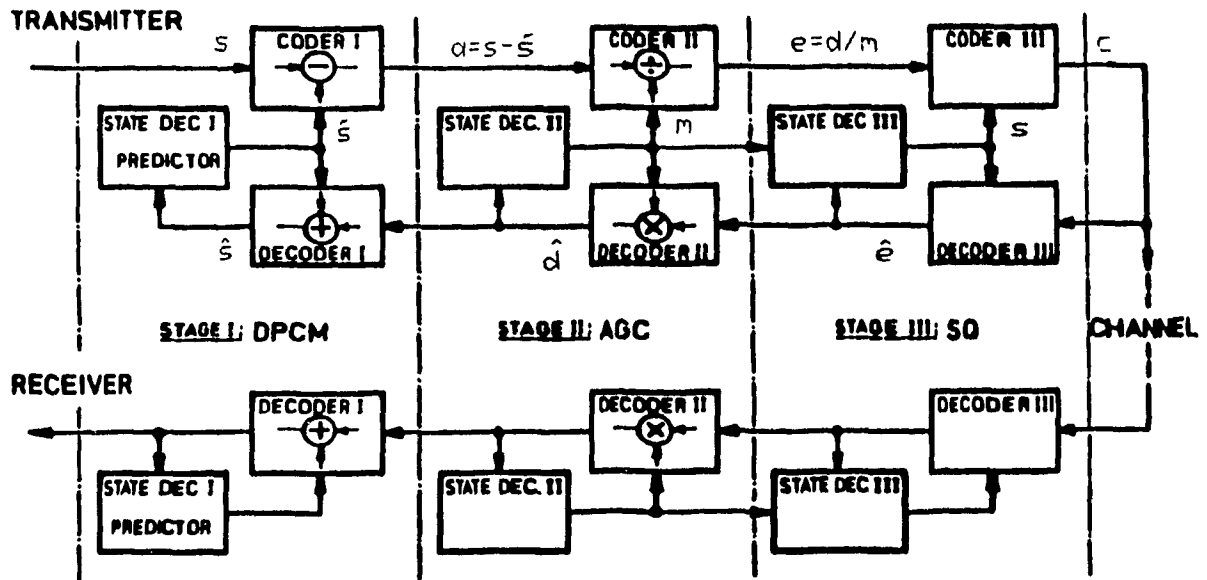 TRANSMITTER
s
CODER I
−
a=s-ś
CODER II
÷
e=d/m
CODER III
c
STATE DEC I
PREDICTOR
ś
STATE DEC. II
m
STATE DEC III
s
ŝ
+
DECODER I
d̂
×
DECODER II
ê
DECODER III
STAGE I; DPCM
STAGE II; AGC
STAGE III; SQ
CHANNEL
RECEIVER
DECODER I
+
DECODER II
×
DECODER III
STATE DEC I
PREDICTOR
STATE DEC. II
STATE DEC III